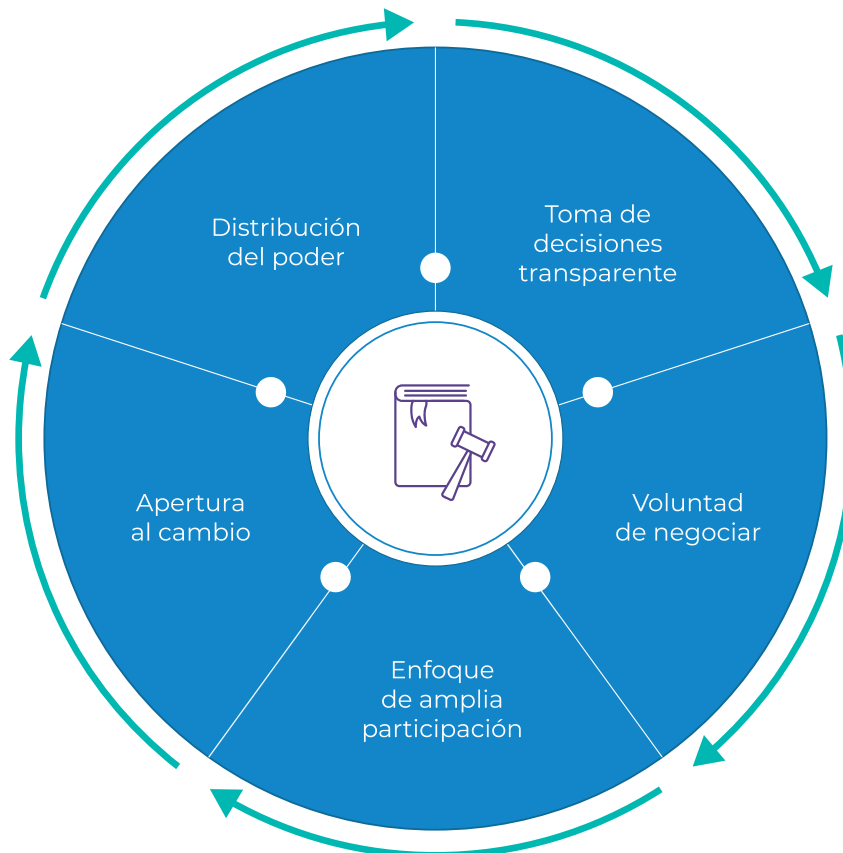 Distribución
del poder
Toma de
decisiones
transparente
Voluntad
de negociar
Enfoque
de amplia
participación
Apertura
al cambio